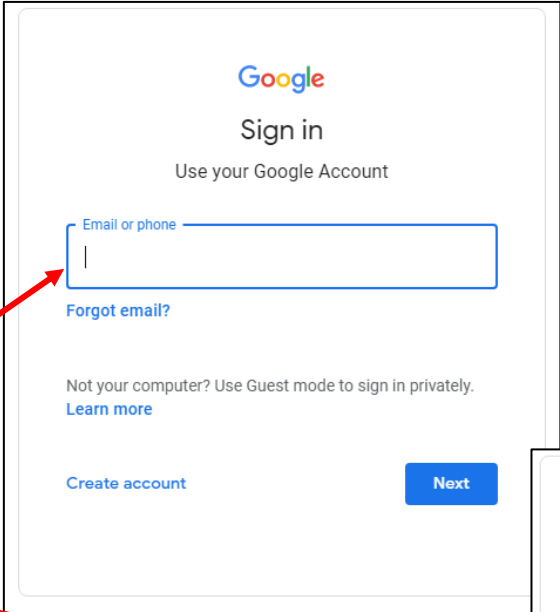 Google
Sign in
Use your Google Account
Email or phone
Forgot email?
Not your computer? Use Guest mode to sign in privately.
Learn more
Create account
Next